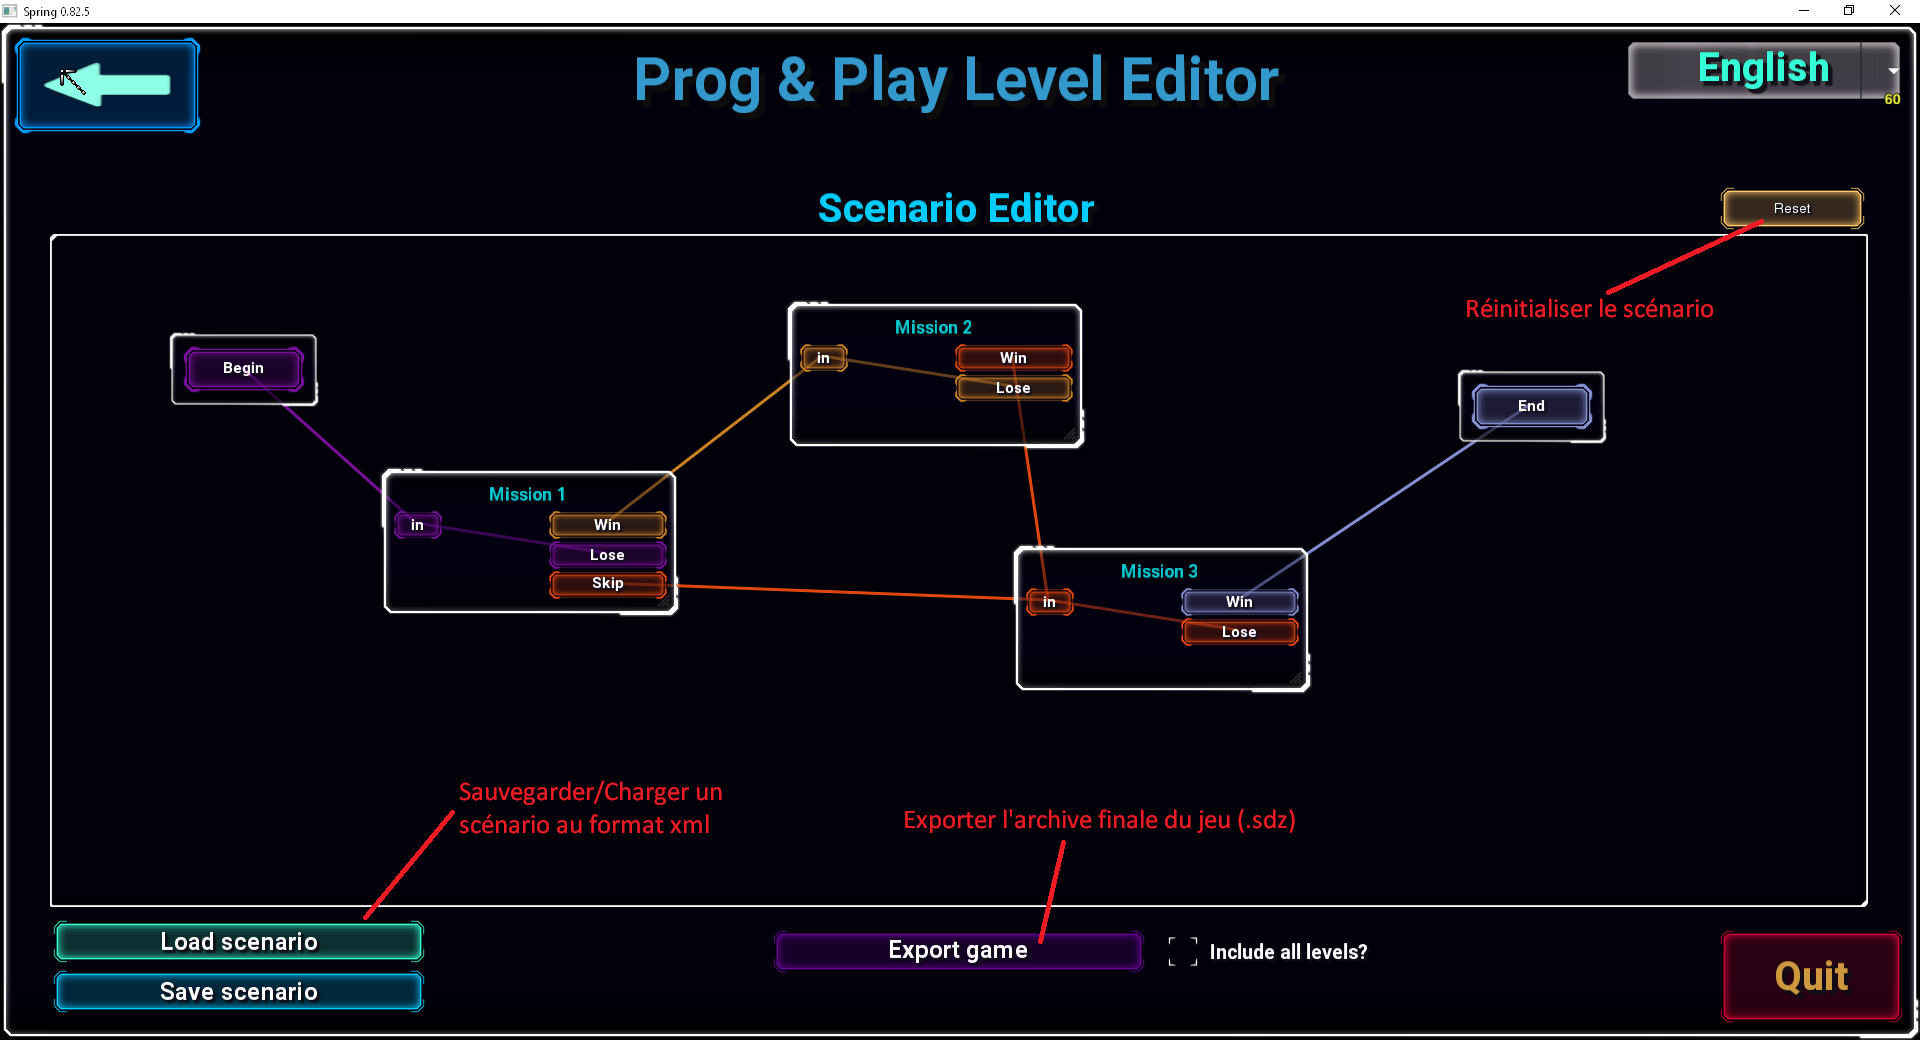 Spring 0.82.5
Prog & Play Level Editor
English
60
Scenario Editor
Reset
Réinitialiser le scénario
Begin
Mission 1
in
Win
Lose
Skip
Mission 2
in
Win
Lose
Mission 3
in
Win
Lose
End
Sauvegarder/Charger un
scénario au format xml
Exporter l'archive finale du jeu (.sdz)
Load scenario
Save scenario
Export game
Include all levels?
Quit